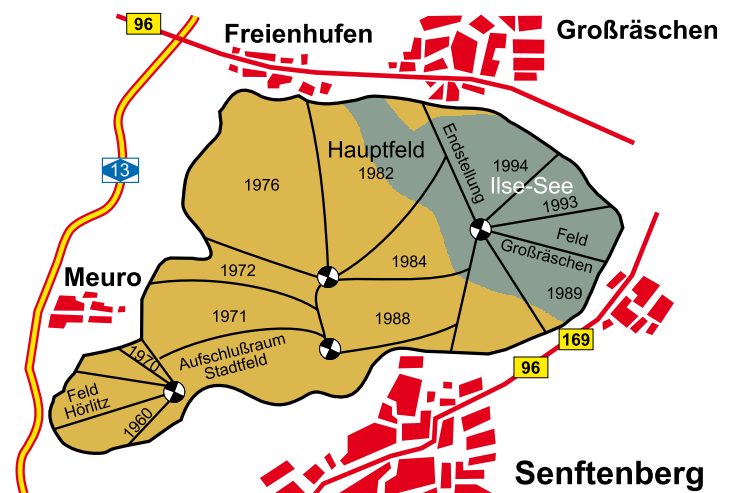 96
Freienhufen
Großräschen
Hauptfeld
Endstellung
1994
1982
1976
Ilse-See
1993
13
Feld
Großräschen
1984
1972
Meuro
1989
1971
1988
169
Aufschlußraum
Stadtfeld
1970
96
Feld
Hörlitz
1960
Senftenberg